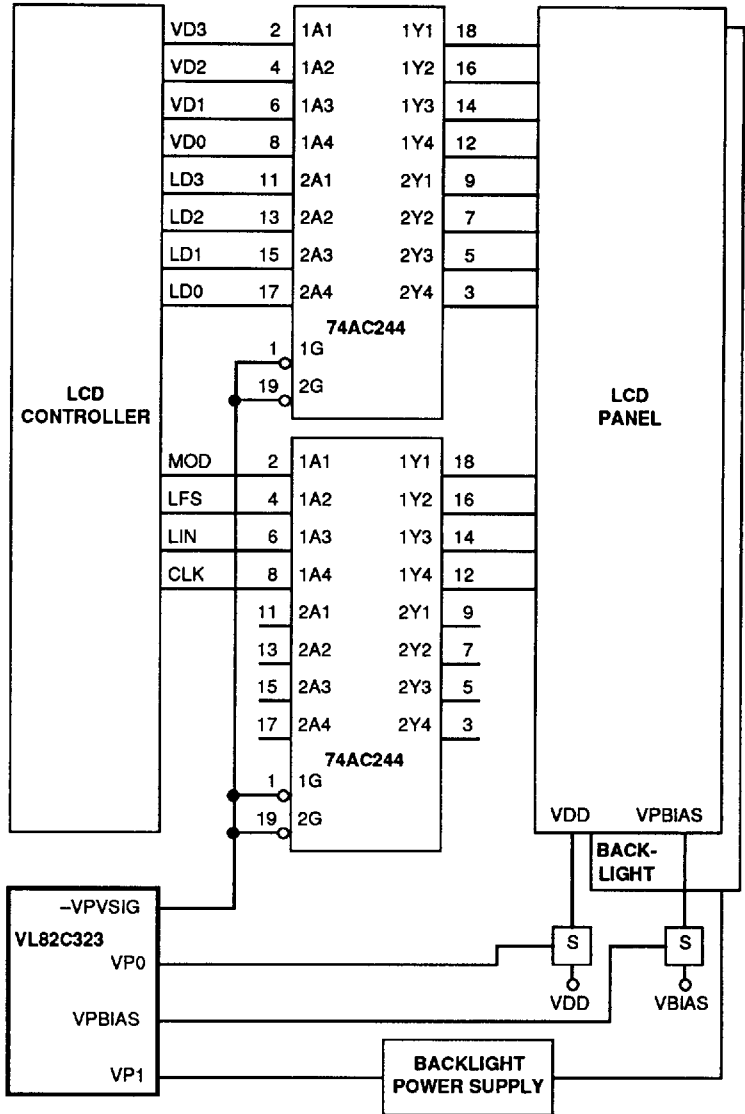 VD3 2 1A1 1Y1 18
VD2 4 1A2 1Y2 16
VD1 6 1A3 1Y3 14
VD0 8 1A4 1Y4 12
LD3 11 2A1 2Y1 9
LD2 13 2A2 2Y2 7
LD1 15 2A3 2Y3 5
LD0 17 2A4 2Y4 3
74AC244
1 1G
19 2G
LCD
CONTROLLER
LCD
PANEL
MOD 2 1A1 1Y1 18
LFS 4 1A2 1Y2 16
LIN 6 1A3 1Y3 14
CLK 8 1A4 1Y4 12
11 2A1 2Y1 9
13 2A2 2Y2 7
15 2A3 2Y3 5
17 2A4 2Y4 3
74AC244
1 1G
19 2G
VDD VPBIAS
BACK-
LIGHT
–VPVSIG
VL82C323
VP0
VPBIAS
VP1
S
VDD
S
VBIAS
BACKLIGHT
POWER SUPPLY